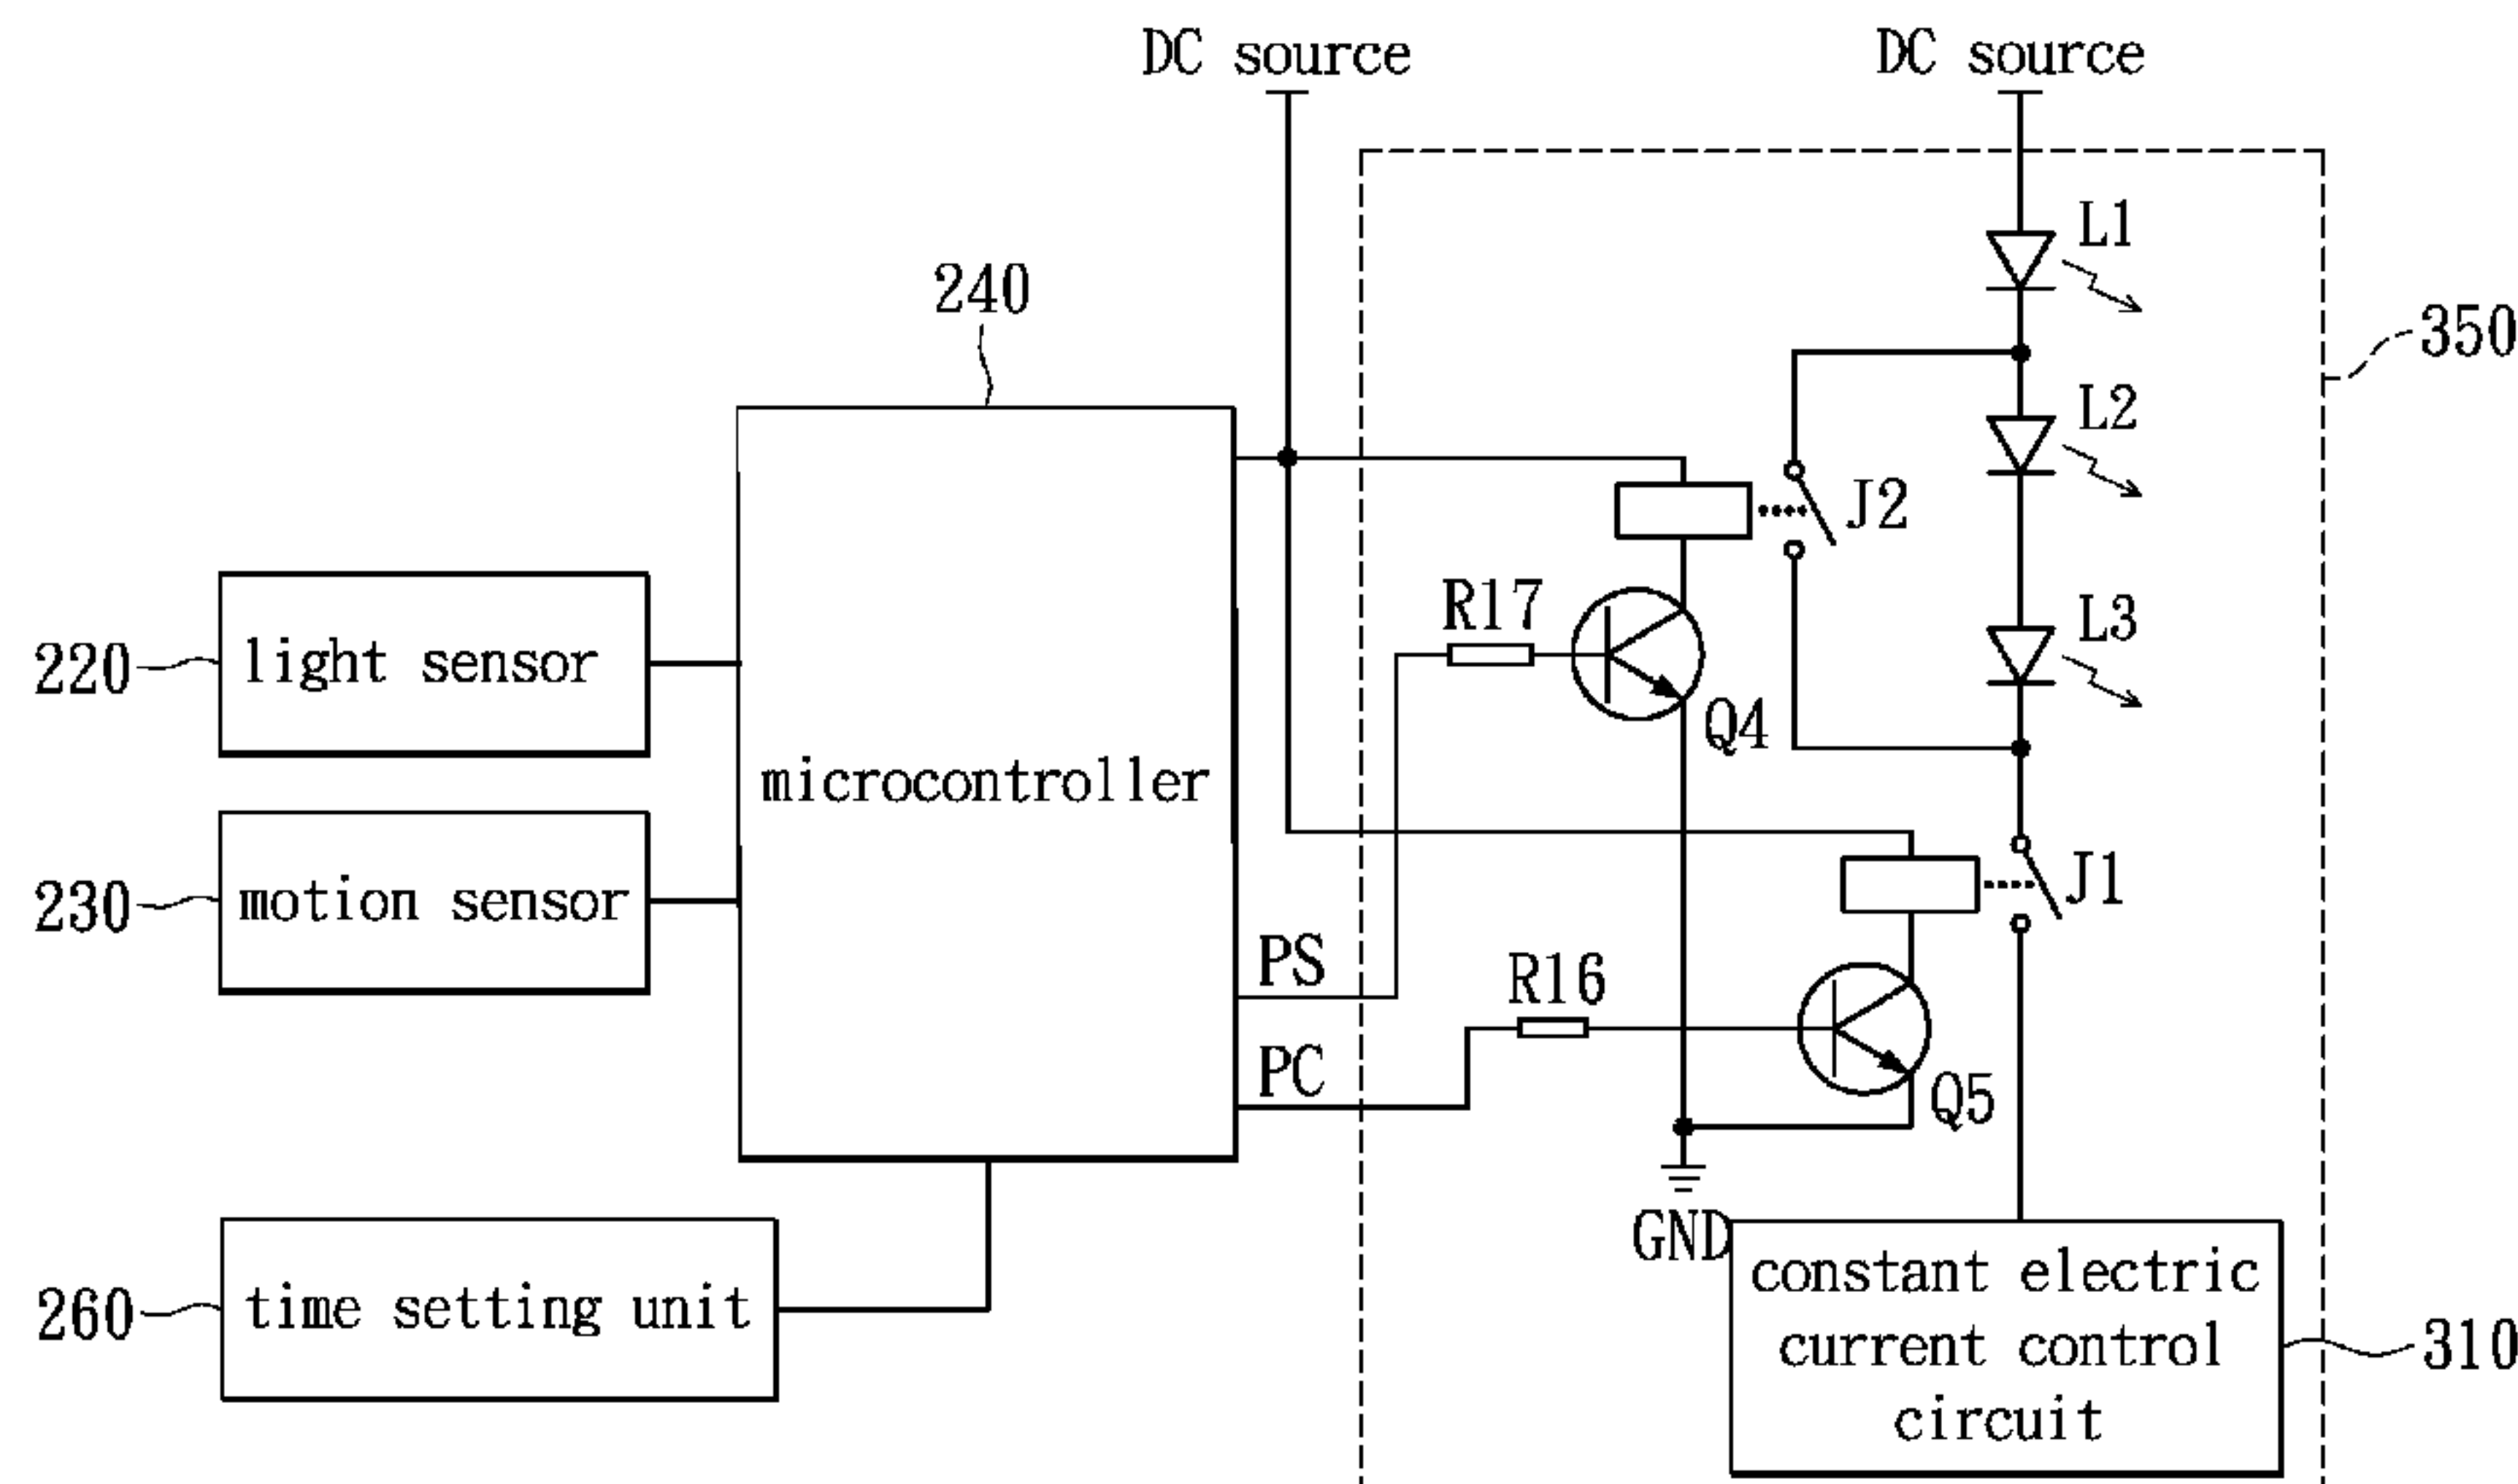 DC source
DC source
L1
240
350
L2
J2
R17
L3
220
light sensor
Q4
microcontroller
230
motion sensor
J1
PS
R16
PC
Q5
GND
260
time setting unit
constant electric
current control
circuit
310